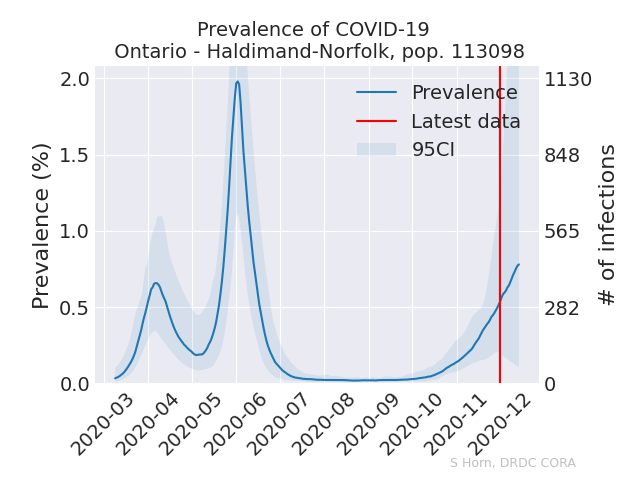 Prevalence of COVID-19
Ontario - Haldimand-Norfolk, pop. 113098
Prevalence (%)
2.0
1.5
1.0
0.5
0.0
Prevalence
Latest data
95CI
1130
848
565
282
0
# of infections
2020-03
2020-04
2020-05
2020-06
2020-07
2020-08
2020-09
2020-10
2020-11
2020-12
S Horn, DRDC CORA